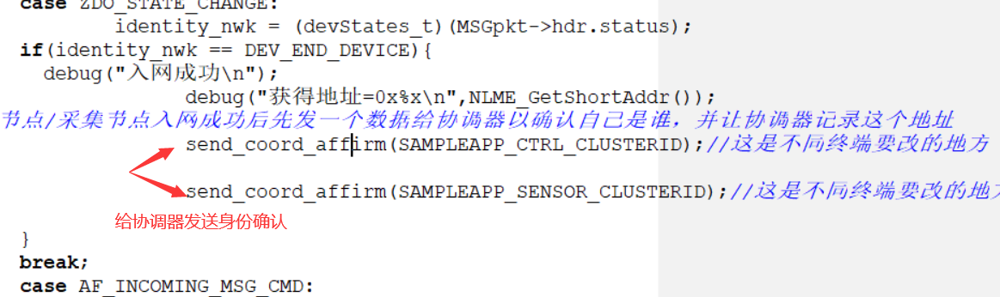 case ZDO_STATE_CHANGE:
identity_nwk = (devStates_t)(MSGpkt->hdr.status);
if(identity_nwk == DEV_END_DEVICE){
debug("入网成功\n");
debug("获得地址=0x%x\n",NLME_GetShortAddr());
节点/采集节点入网成功后先发一个数据给协调器以确认自己是谁，并让协调器记录这个地址
send_coord_affirm(SAMPLEAPP_CTRL_CLUSTERID);//这是不同终端要改的地方
send_coord_affirm(SAMPLEAPP_SENSOR_CLUSTERID);//这是不同终端要改的地方
给协调器发送身份确认
}
break;
case AF_INCOMING_MSG_CMD: